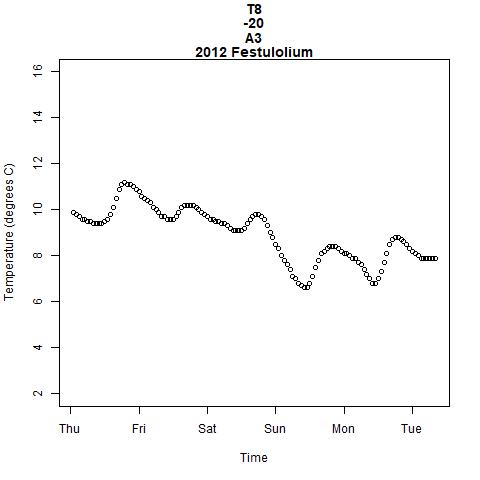 T8
-20
A3
2012 Festulolium
Temperature (degrees C)
16
14
12
10
8
6
4
2
Thu Fri Sat Sun Mon Tue
Time